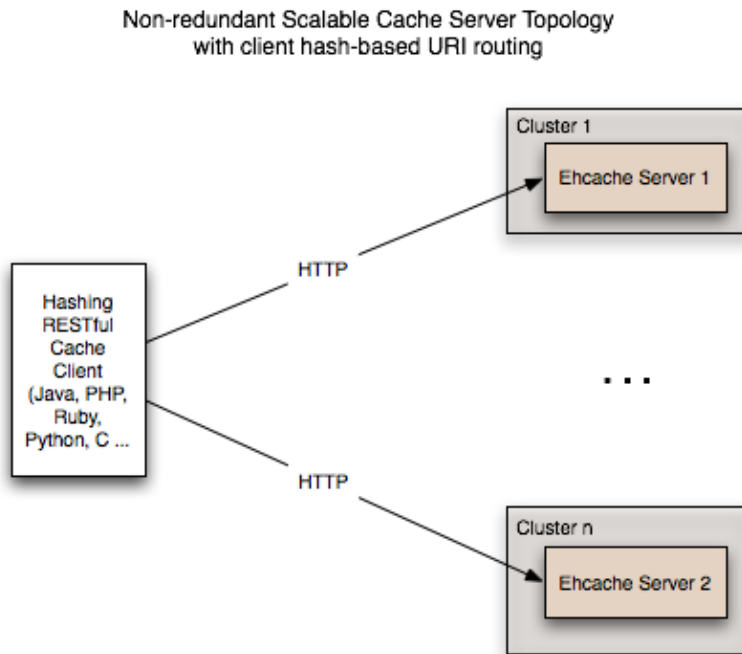 Non-redundant Scalable Cache Server Topology
with client hash-based URI routing
Cluster 1
Ehcache Server 1
HTTP
Hashing
RESTful
Cache
Client
(Java, PHP,
Ruby,
Python, C ...
...
HTTP
Cluster n
Ehcache Server 2